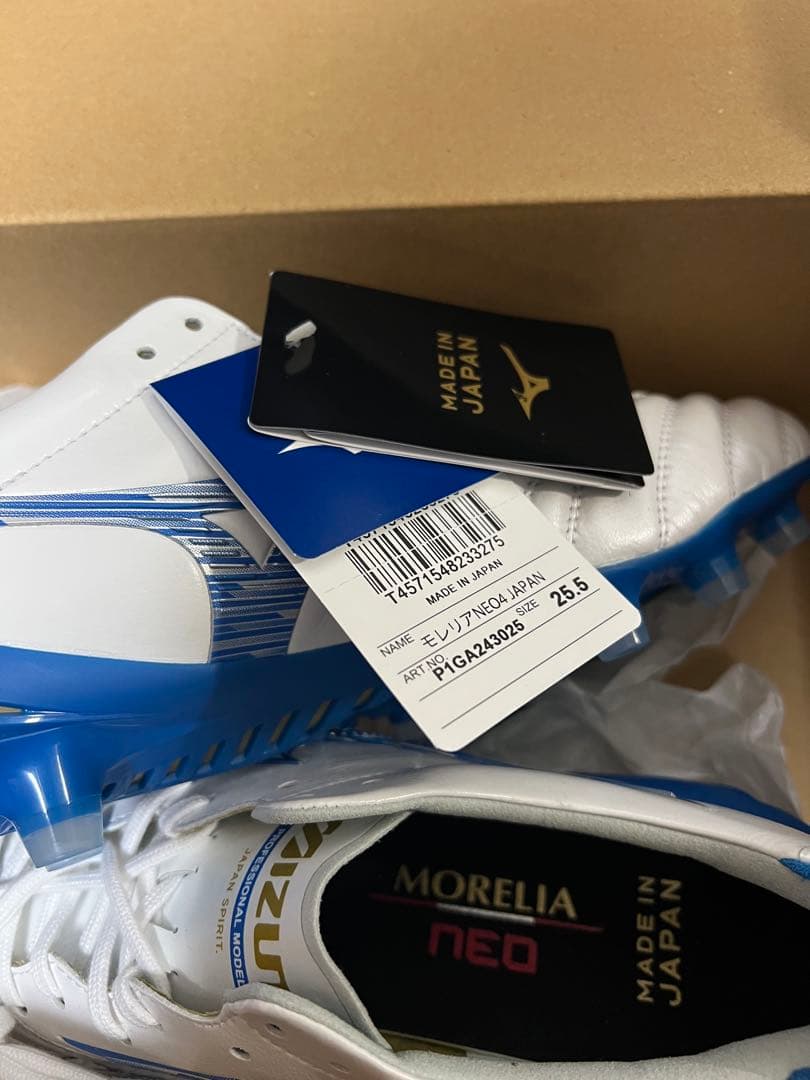 MADE IN
JAPAN
T4571548233275
MADE IN JAPAN
NAME モレリアNEO4 JAPAN
ART.NO. P1GA243025 SIZE 25.5
MIZUN
PROFESSIONAL MODEL
JAPAN SPIRIT.
MORELIA
NEO
MADE IN
JAPAN